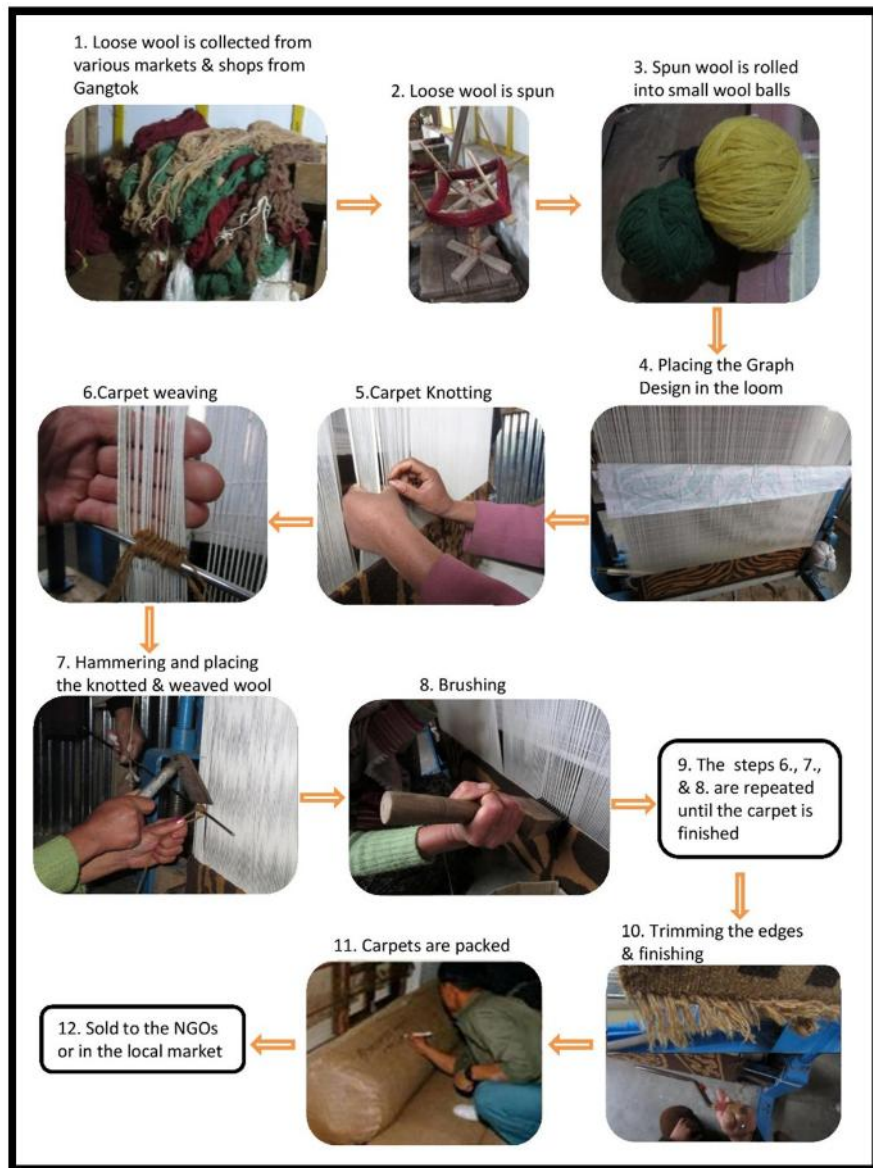 1. Loose wool is collected from
various markets & shops from
Gangtok
2. Loose wool is spun
3. Spun wool is rolled
into small wool balls
4. Placing the Graph
Design in the loom
5.Carpet Knotting
6.Carpet weaving
7. Hammering and placing
the knotted & weaved wool
8. Brushing
9. The steps 6., 7.,
& 8. are repeated
until the carpet is
finished
10. Trimming the edges
& finishing
11. Carpets are packed
12. Sold to the NGOs
or in the local market